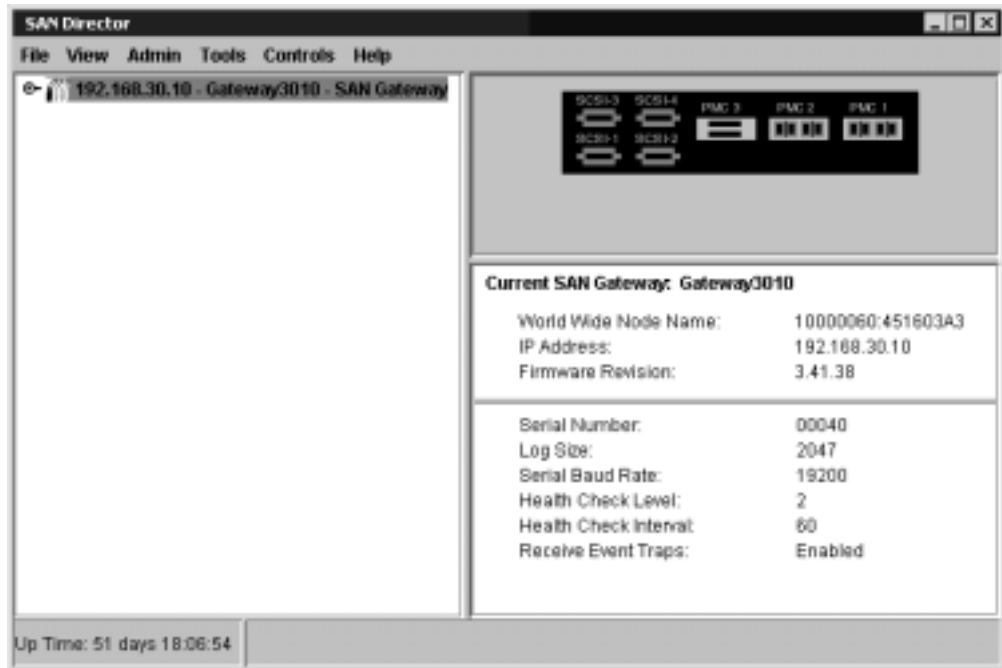 SAN Director
File View Admin Tools Controls Help
192.168.30.10 - Gateway3010 - SAN Gateway
SCSI-3 SCSI-4 PMC 3 PMC 2 PMC 1
SCSI-1 SCSI-2
Current SAN Gateway: Gateway3010
World Wide Node Name: 10000060:451603A3
IP Address: 192.168.30.10
Firmware Revision: 3.41.38
Serial Number: 00040
Log Size: 2047
Serial Baud Rate: 19200
Health Check Level: 2
Health Check Interval: 60
Receive Event Traps: Enabled
Up Time: 51 days 18:06:54